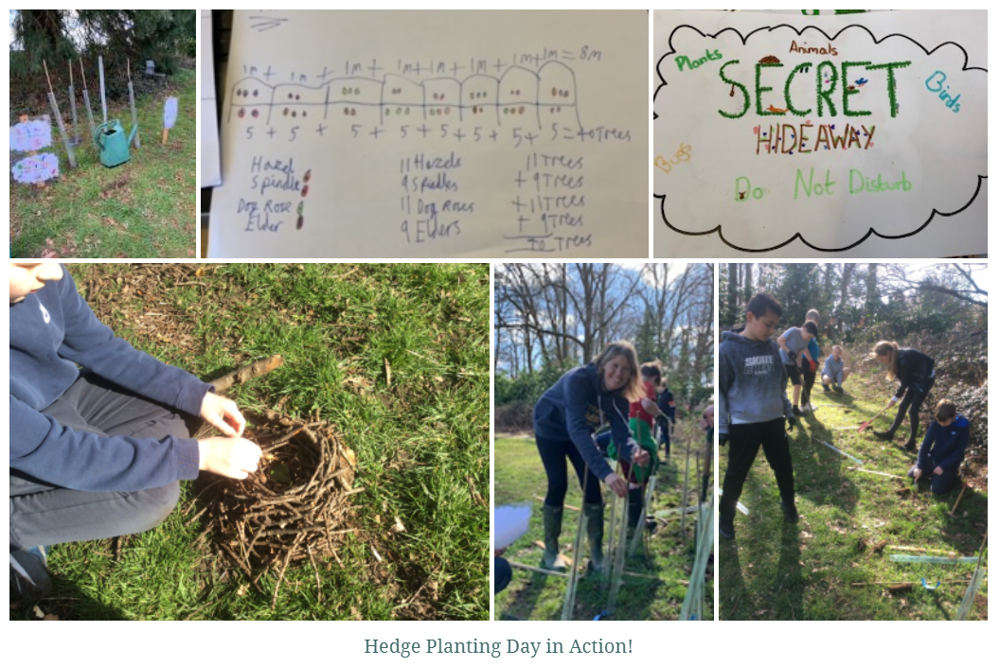 1m + 1m + 1m + 1m + 1m + 1m + 1m + 1m = 8m
5 + 5 + 5 + 5 + 5 + 5 + 5 + 5 = 40 Trees
Hazel
Spindle
Dog Rose
Elder
11 Hazels
9 Spindles
11 Dog Roses
9 Elders
11 Trees
+ 9 Trees
+ 11 Trees
+ 9 Trees
40 Trees
Plants
Animals
SECRET
Birds
HIDEAWAY
Bugs
Do Not Disturb
Hedge Planting Day in Action!